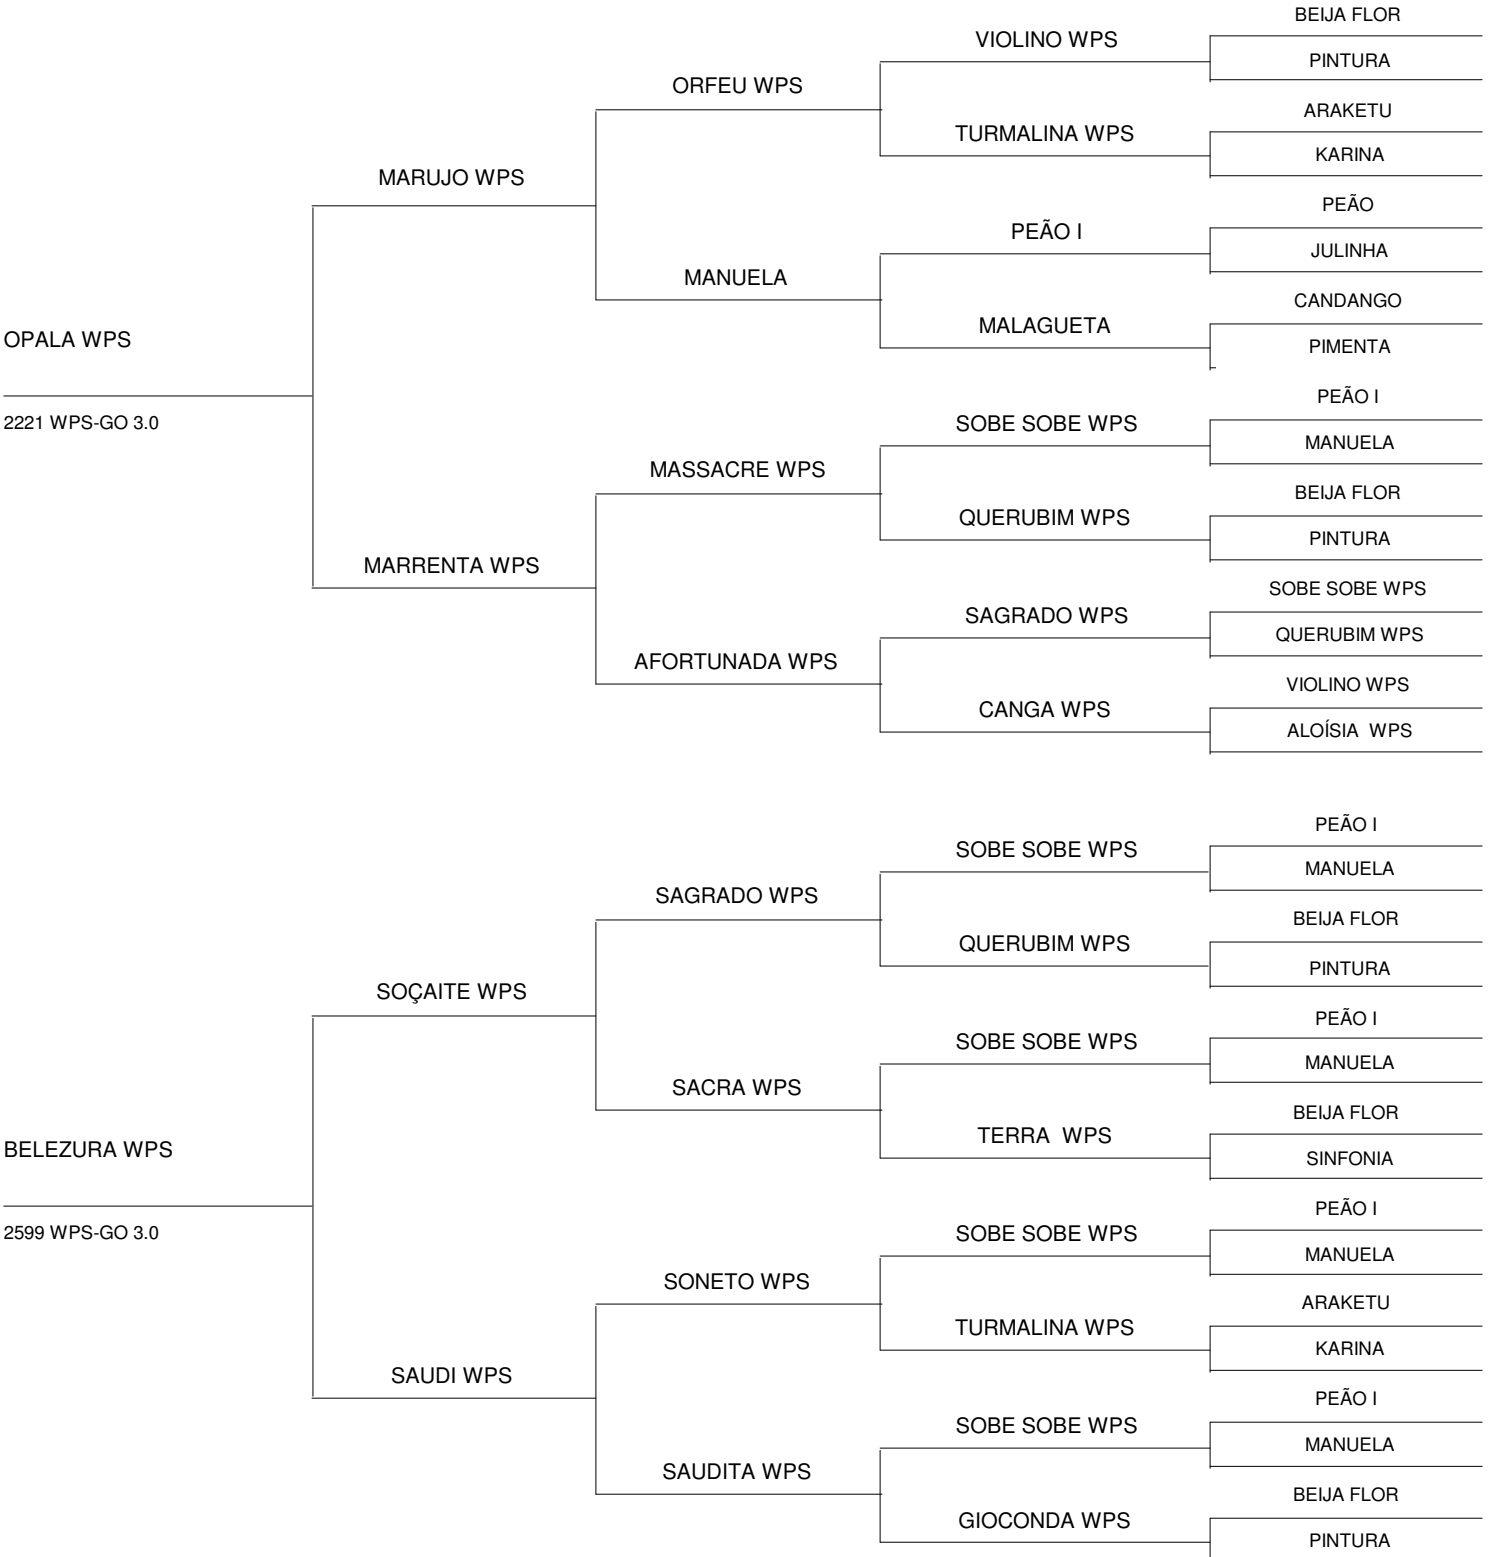 BEIJA FLOR
VIOLINO WPS
PINTURA
ORFEU WPS
ARAKETU
TURMALINA WPS
KARINA
MARUJO WPS
PEÃO
PEÃO I
JULINHA
MANUELA
CANDANGO
MALAGUETA
PIMENTA
OPALA WPS
2221 WPS-GO 3.0
PEÃO I
SOBE SOBE WPS
MANUELA
MASSACRE WPS
BEIJA FLOR
QUERUBIM WPS
PINTURA
MARRENTA WPS
SOBE SOBE WPS
SAGRADO WPS
QUERUBIM WPS
AFORTUNADA WPS
VIOLINO WPS
CANGA WPS
ALOÍSIA WPS
PEÃO I
SOBE SOBE WPS
MANUELA
SAGRADO WPS
BEIJA FLOR
QUERUBIM WPS
PINTURA
SOÇAITE WPS
PEÃO I
SOBE SOBE WPS
MANUELA
SACRA WPS
BEIJA FLOR
TERRA WPS
SINFONIA
BELEZURA WPS
2599 WPS-GO 3.0
PEÃO I
SOBE SOBE WPS
MANUELA
SONETO WPS
ARAKETU
TURMALINA WPS
KARINA
SAUDI WPS
PEÃO I
SOBE SOBE WPS
MANUELA
SAUDITA WPS
BEIJA FLOR
GIOCONDA WPS
PINTURA